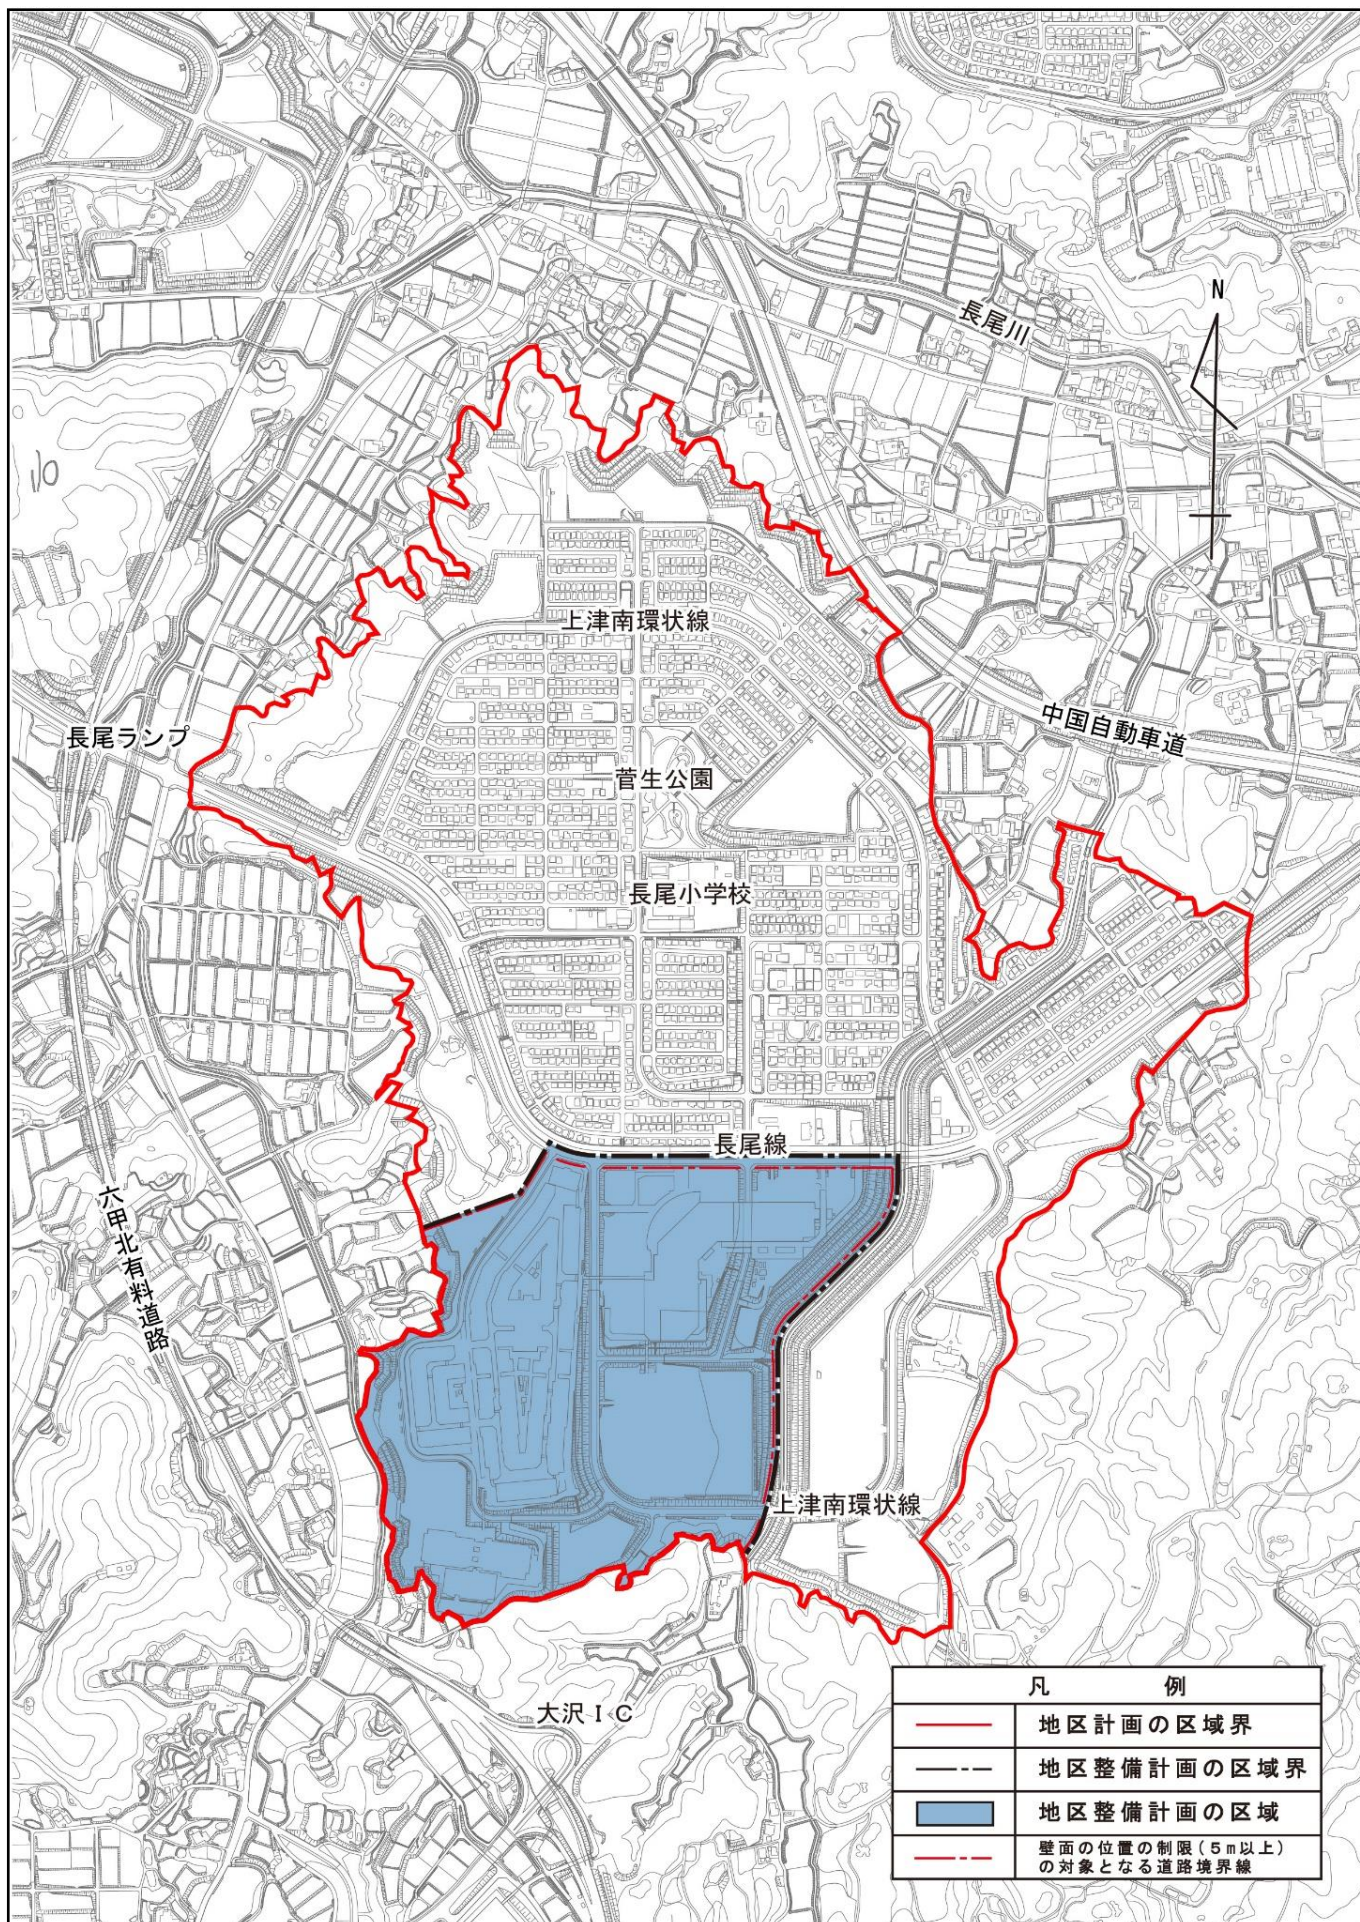 N
長尾川
上津南環状線
長尾ランプ
中国自動車道
菅生公園
長尾小学校
長尾線
六甲北有料道路
上津南環状線
大沢IC
凡例
地区計画の区域界
地区整備計画の区域界
地区整備計画の区域
壁面の位置の制限(5m以上)
の対象となる道路境界線